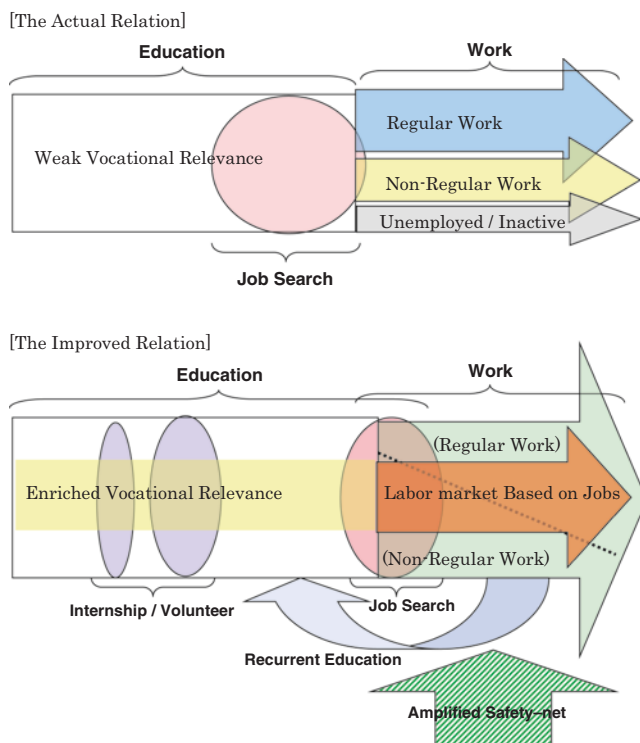 [The Actual Relation]
Education
Work
Regular Work
Weak Vocational Relevance
Non-Regular Work
Unemployed / Inactive
Job Search
[The Improved Relation]
Education
Work
(Regular Work)
Enriched Vocational Relevance
Labor market Based on Jobs
(Non-Regular Work)
Internship / Volunteer
Job Search
Recurrent Education
Amplified Safety–net